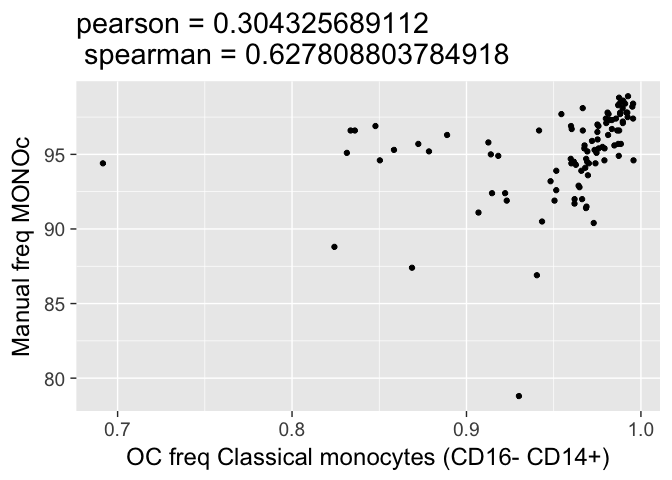 pearson = 0.304325689112
spearman = 0.627808803784918
Manual freq MONOc
95
90
85
80
0.7 0.8 0.9 1.0
OC freq Classical monocytes (CD16- CD14+)